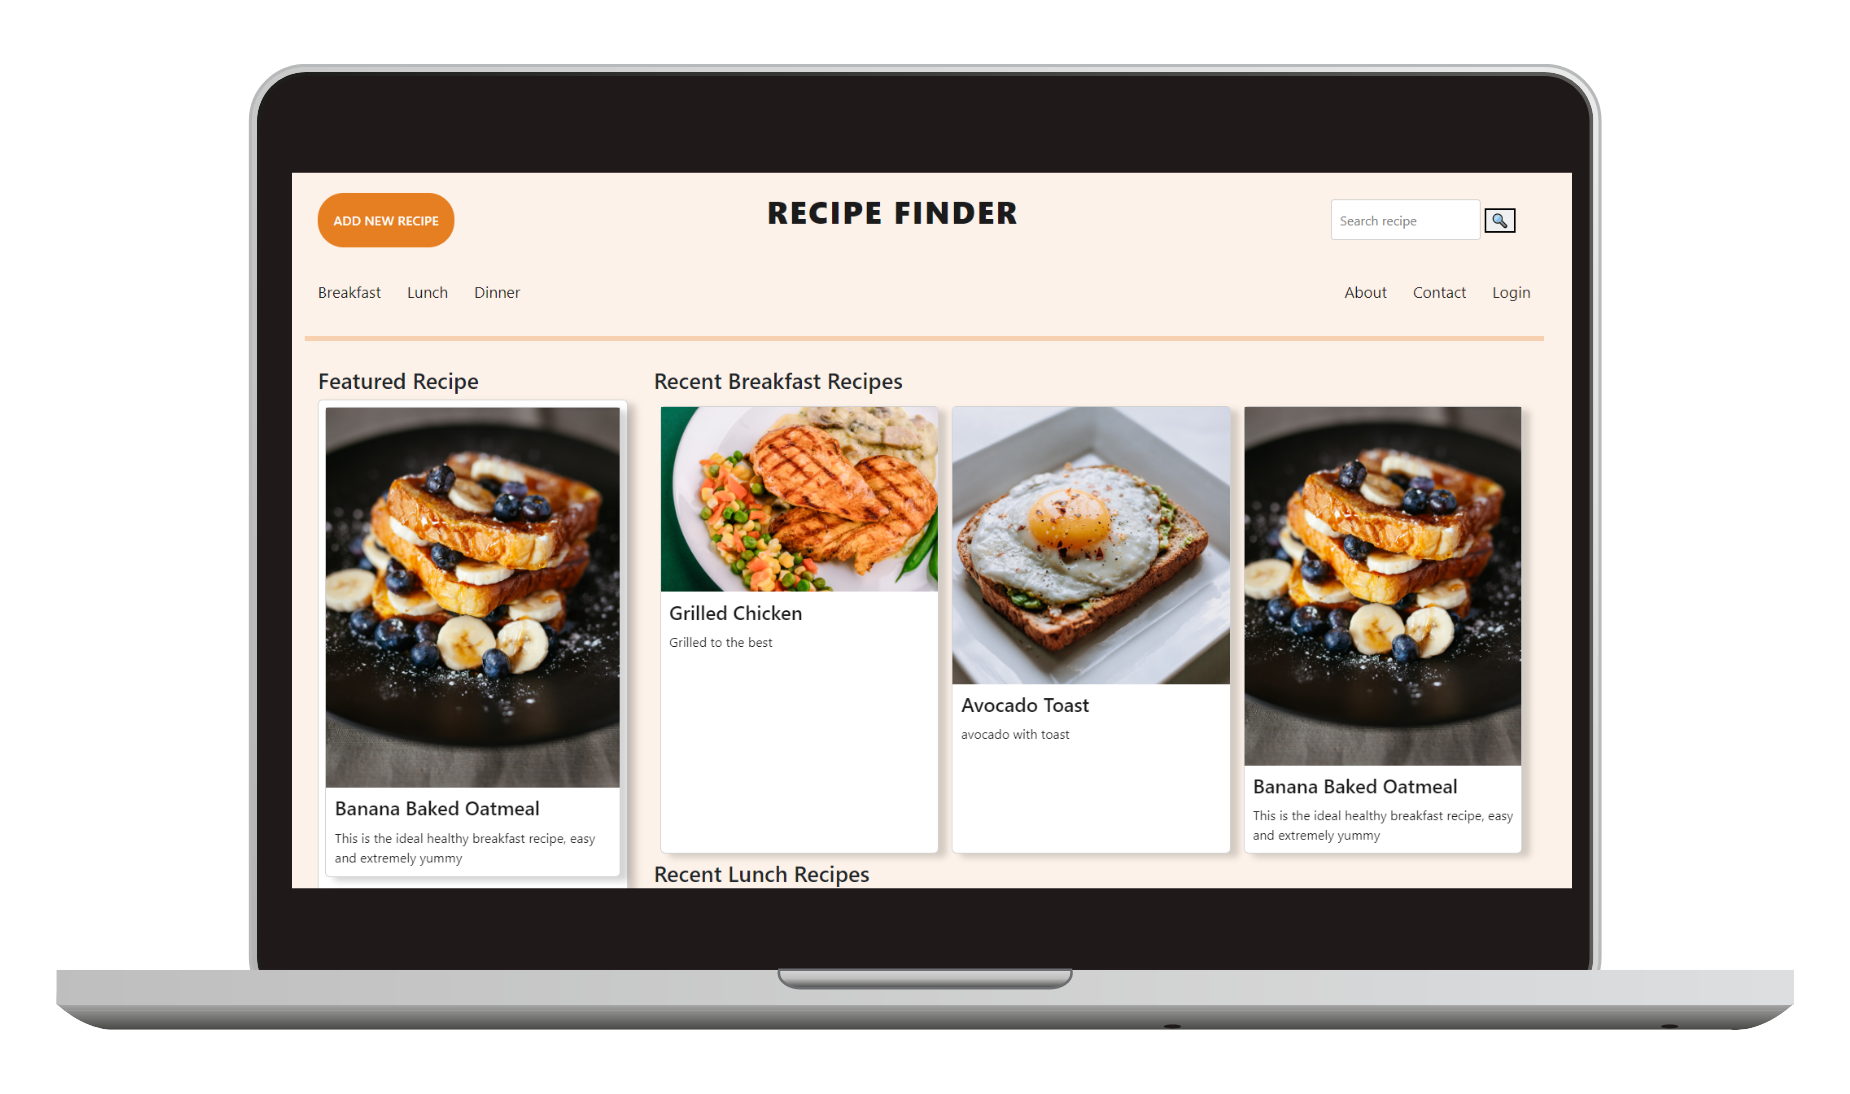 ADD NEW RECIPE
RECIPE FINDER
Search recipe
Breakfast Lunch Dinner
About Contact Login
Featured Recipe
Banana Baked Oatmeal
This is the ideal healthy breakfast recipe, easy
and extremely yummy
Recent Breakfast Recipes
Grilled Chicken
Grilled to the best
Avocado Toast
avocado with toast
Banana Baked Oatmeal
This is the ideal healthy breakfast recipe, easy
and extremely yummy
Recent Lunch Recipes